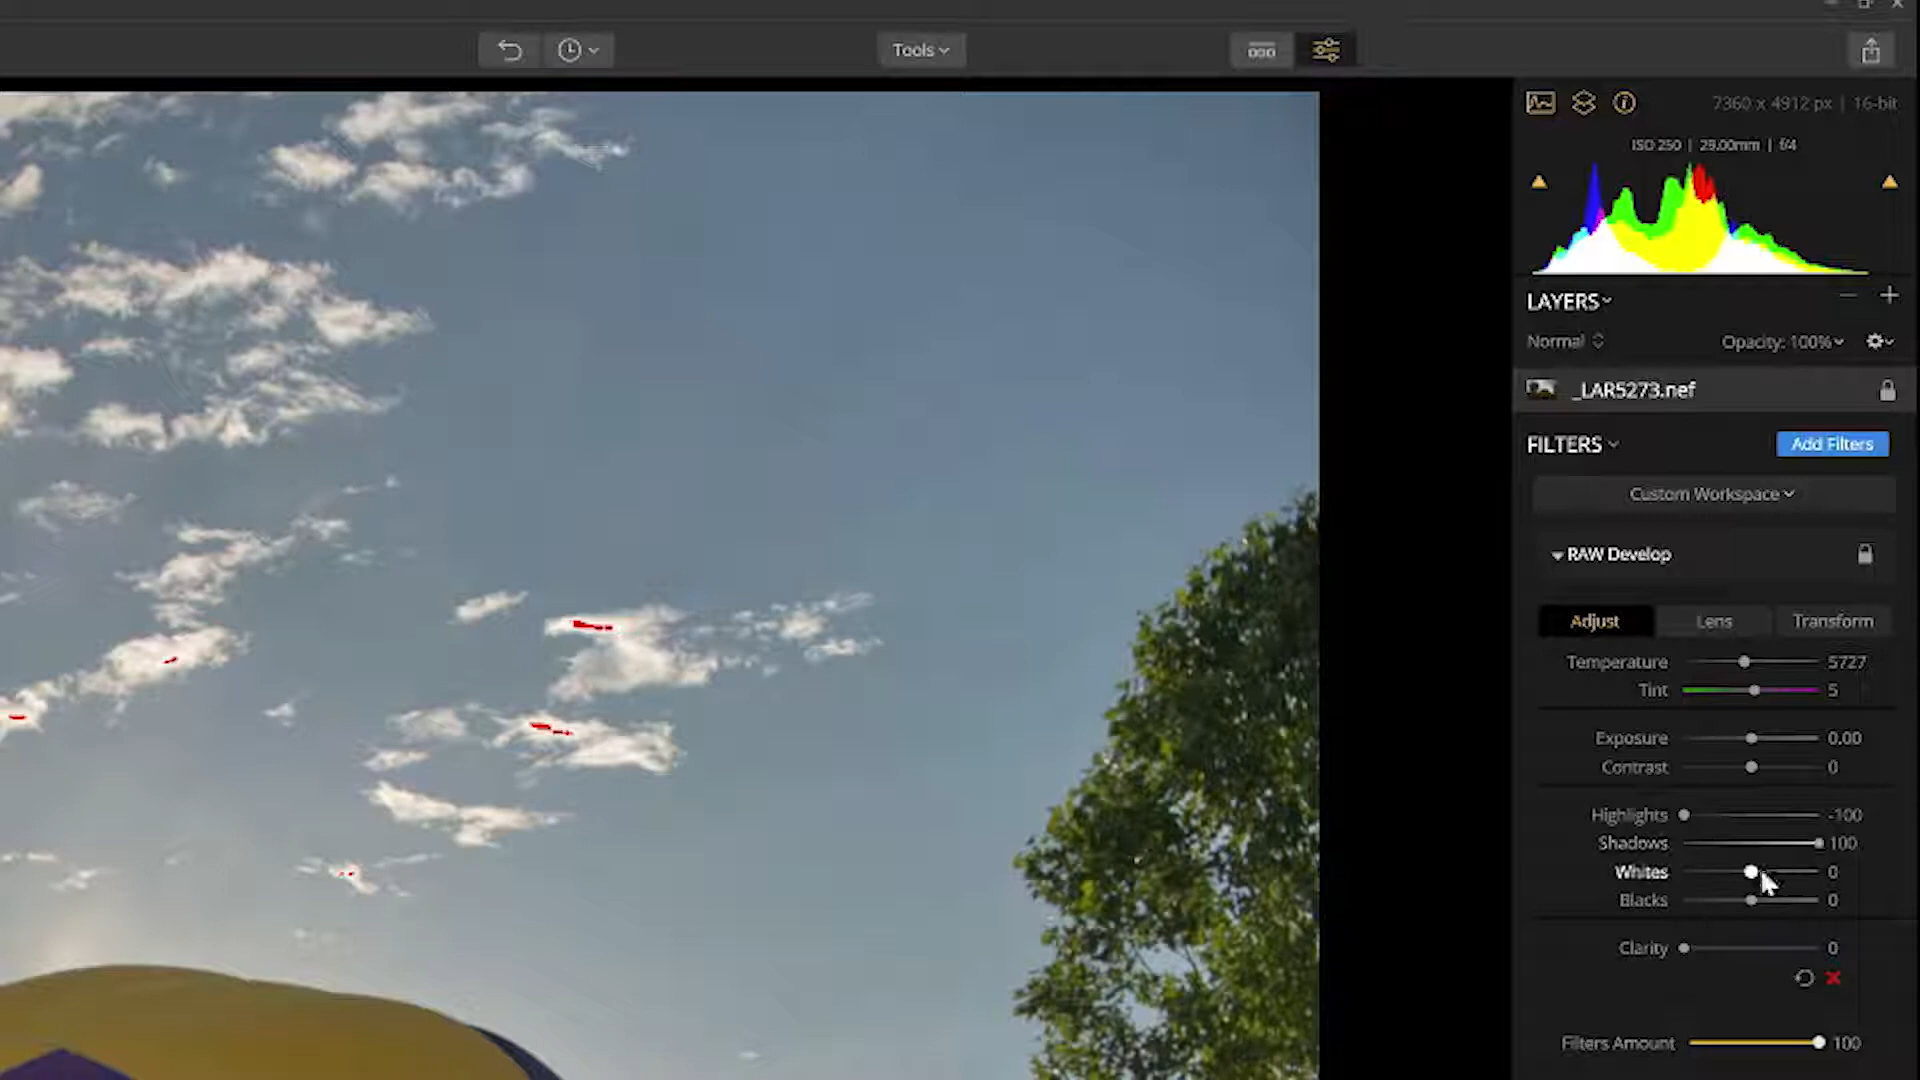 Tools
7360 x 4912 px | 16-bit
ISO 250 | 29.00mm | f/4
LAYERS
Normal
Opacity: 100%
_LAR5273.nef
FILTERS
Add Filters
Custom Workspace
RAW Develop
Adjust Lens Transform
Temperature 5727
Tint 5
Exposure 0.00
Contrast 0
Highlights -100
Shadows 100
Whites 0
Blacks 0
Clarity 0
Filters Amount 100